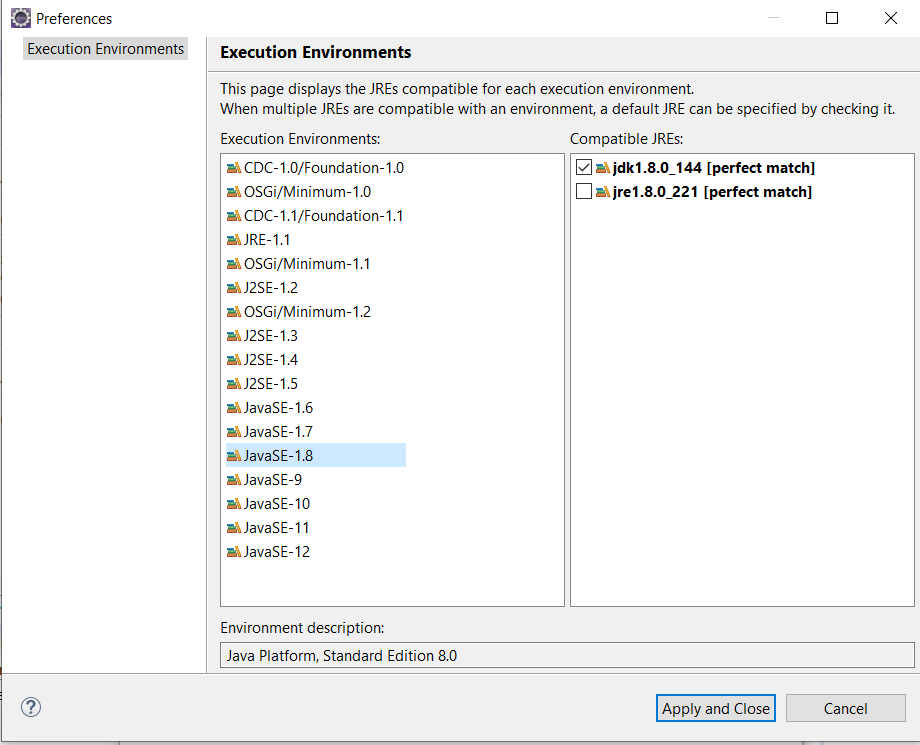 Preferences
Execution Environments
Execution Environments
This page displays the JREs compatible for each execution environment.
When multiple JREs are compatible with an environment, a default JRE can be specified by checking it.
Execution Environments:
Compatible JREs:
CDC-1.0/Foundation-1.0
OSGi/Minimum-1.0
CDC-1.1/Foundation-1.1
JRE-1.1
OSGi/Minimum-1.1
J2SE-1.2
OSGi/Minimum-1.2
J2SE-1.3
J2SE-1.4
J2SE-1.5
JavaSE-1.6
JavaSE-1.7
JavaSE-1.8
JavaSE-9
JavaSE-10
JavaSE-11
JavaSE-12
jdk1.8.0_144 [perfect match]
jre1.8.0_221 [perfect match]
Environment description:
Java Platform, Standard Edition 8.0
?
Apply and Close
Cancel